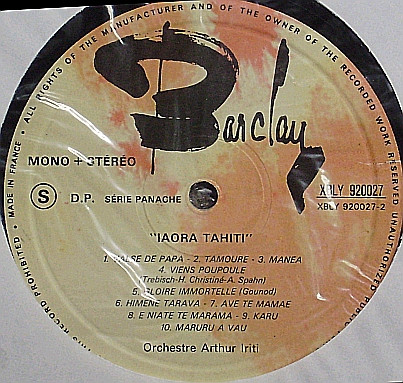 ALL RIGHTS OF THE MANUFACTURER AND OF THE OWNER OF THE RECORDED WORK RESERVED UNAUTHORIZED PUBLIC
Barclay
MONO + STÉRÉO
S D.P. SÉRIE PANACHE
XBLY 920027
XBLY 920027-2
"IAORA TAHITI"
1. VALSE DE PAPA - 2. TAMOURE - 3. MANEA
4. VIENS POUPOULE
(Trebisch-H. Christiné-A. Spahn)
5. GLOIRE IMMORTELLE (Gounod)
6. HIMENE TARAVA - 7. AVE TE MAMAE
8. E NIATE TE MARAMA - 9. KARU
10. MARURU A VAU
Orchestre Arthur Iriti
RECORD PROHIBITED • MADE IN FRANCE •